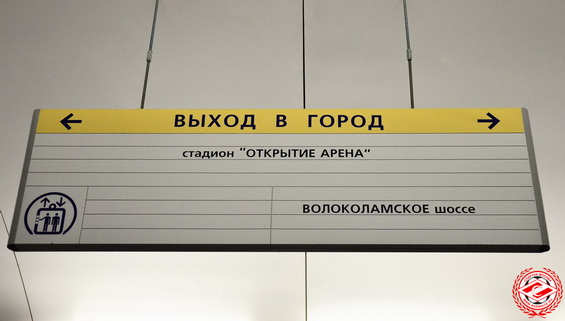 ВЫХОД В ГОРОД
стадион "ОТКРЫТИЕ АРЕНА"
ВОЛОКОЛАМСКОЕ шоссе